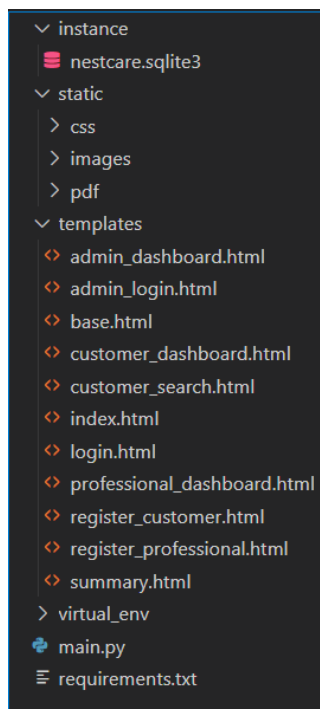 instance
nestcare.sqlite3
static
css
images
pdf
templates
admin_dashboard.html
admin_login.html
base.html
customer_dashboard.html
customer_search.html
index.html
login.html
professional_dashboard.html
register_customer.html
register_professional.html
summary.html
virtual_env
main.py
requirements.txt